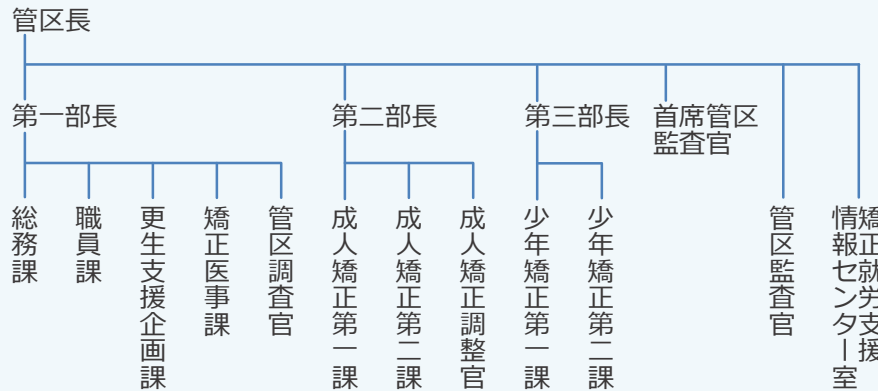 管区長
第一部長
第二部長
第三部長
首席管区
監査官
総務課
職員課
更生支援企画課
矯正医事課
管区調査官
成人矯正第一課
成人矯正第二課
成人矯正調整官
少年矯正第一課
少年矯正第二課
管区監査官
矯正就労支援
情報センター室